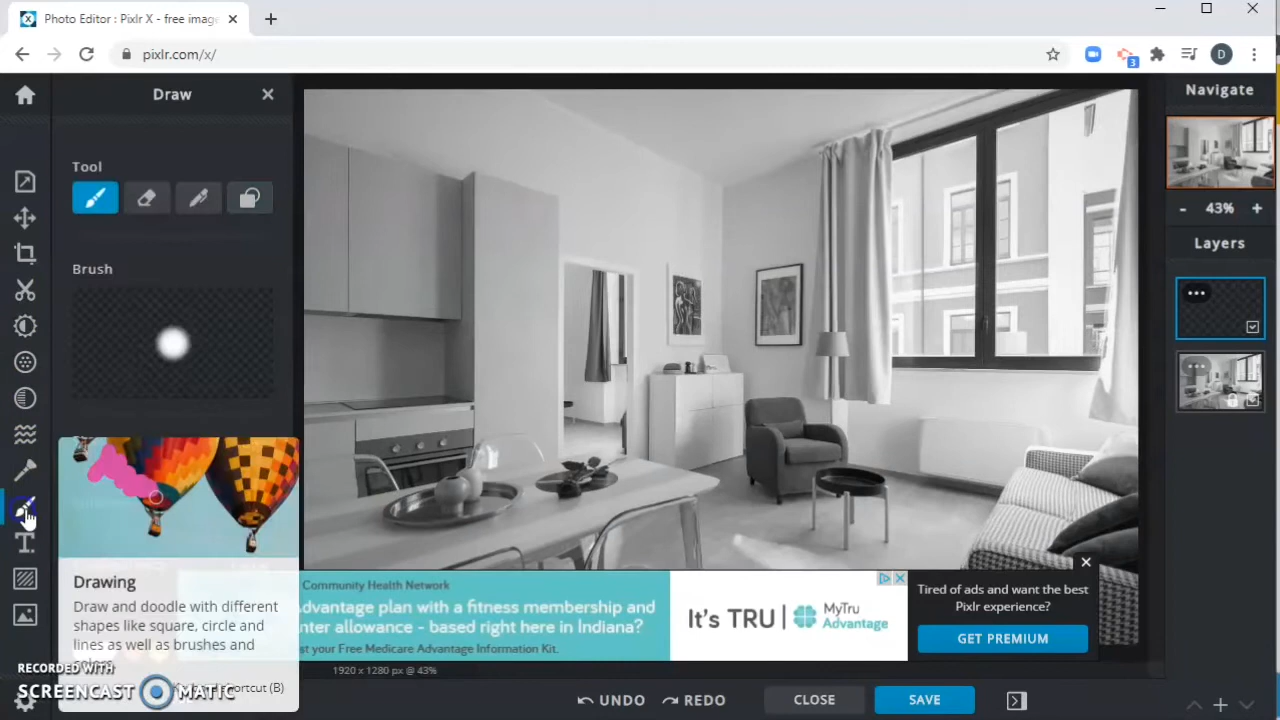 Photo Editor : Pixlr X - free image
pixlr.com/x/
3
D
Draw
Tool
Brush
Navigate
43%
Layers
Drawing
Draw and doodle with different
shapes like square, circle and
lines as well as brushes and
shortcut (B)
T
Community Health Network
Advantage plan with a fitness membership and
allowance - based right here in Indiana?
your Free Medicare Advantage Information Kit.
It's TRU
MyTru
Advantage
Tired of ads and want the best
Pixlr experience?
GET PREMIUM
1920 x 1280 px @ 43%
RECORDED WITH
SCREENCAST MATIC
UNDO
REDO
CLOSE
SAVE